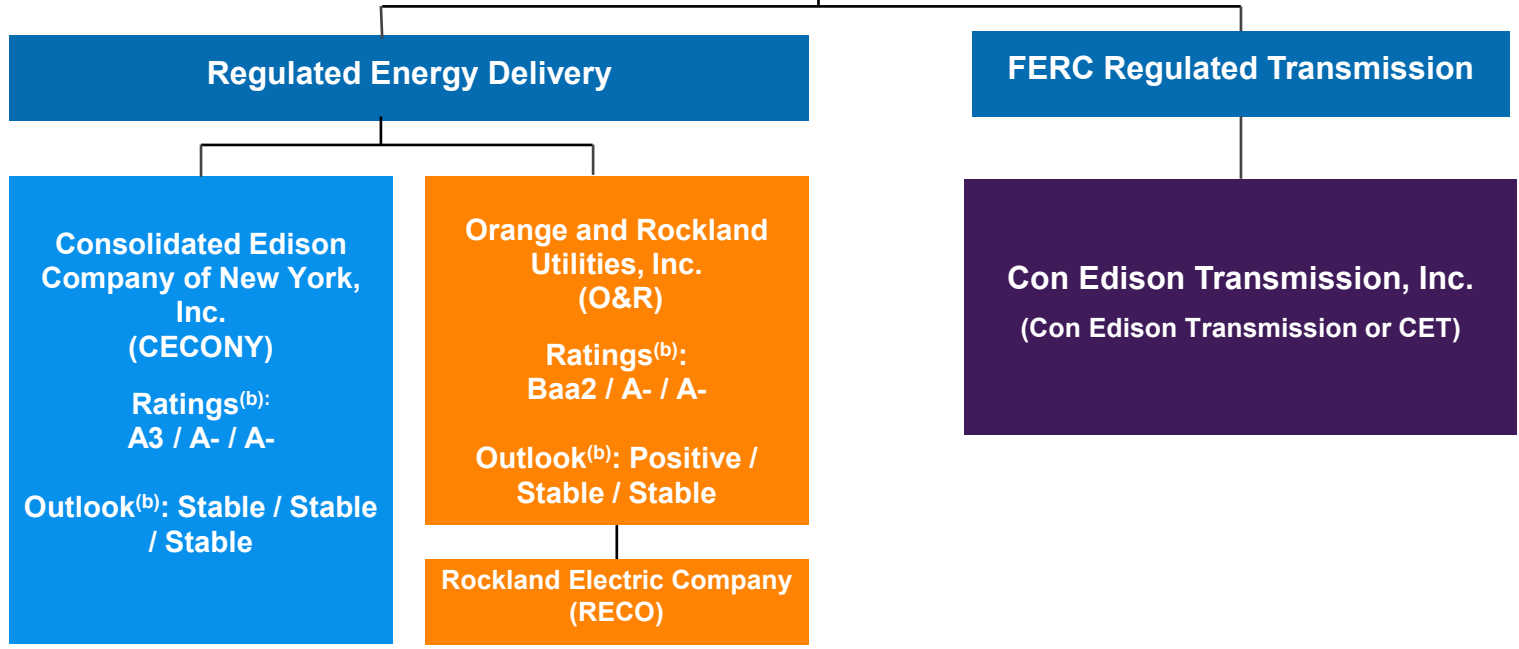 Regulated Energy Delivery
FERC Regulated Transmission
Consolidated Edison
Company of New York,
Inc.
(CECONY)
Ratings(b):
A3 / A- / A-
Outlook(b): Stable / Stable
/ Stable
Orange and Rockland
Utilities, Inc.
(O&R)
Ratings(b):
Baa2 / A- / A-
Outlook(b): Positive /
Stable / Stable
Rockland Electric Company
(RECO)
Con Edison Transmission, Inc.
(Con Edison Transmission or CET)